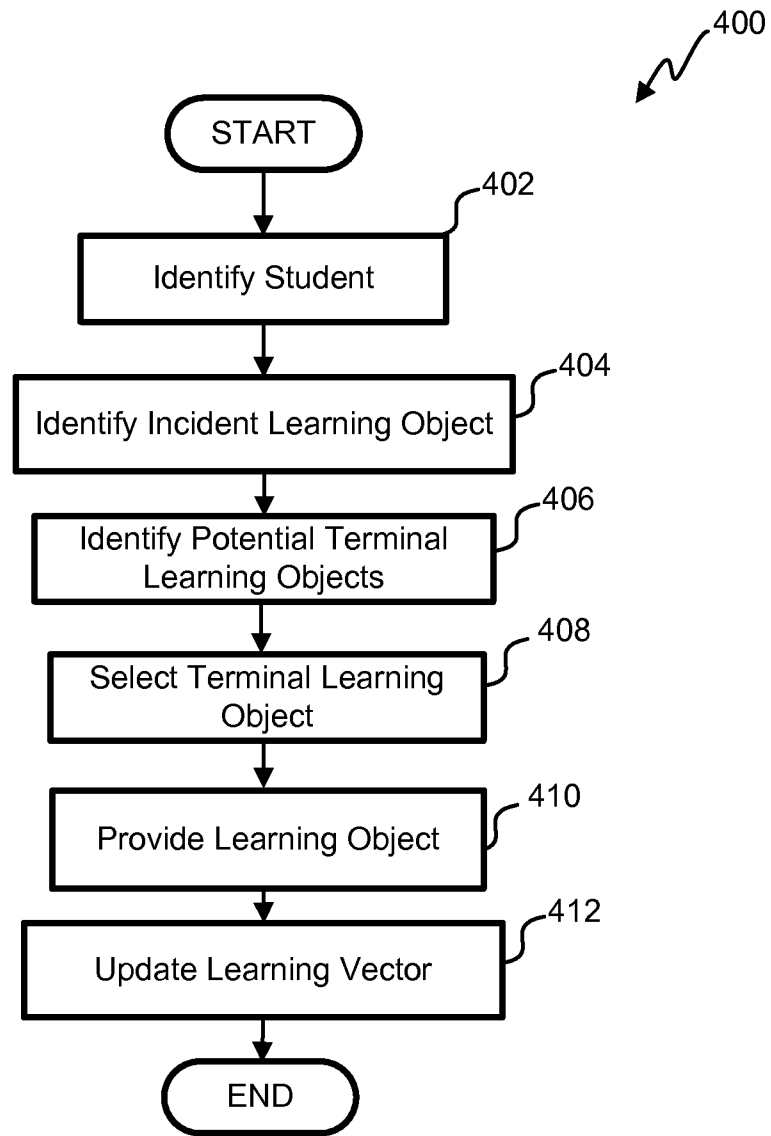 400
START
402
Identify Student
404
Identify Incident Learning Object
406
Identify Potential Terminal
Learning Objects
408
Select Terminal Learning
Object
410
Provide Learning Object
412
Update Learning Vector
END